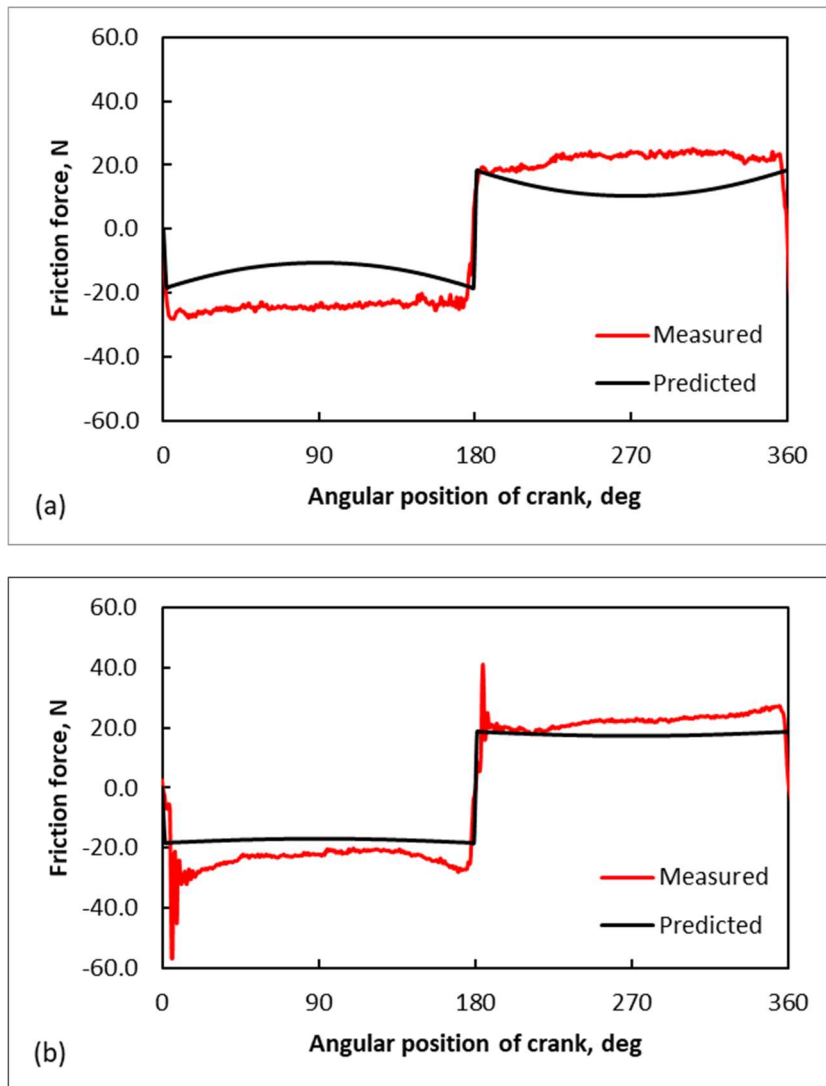 60.0
40.0
20.0
0.0
-20.0
-40.0
-60.0
Friction force, N
Measured
Predicted
0 90 180 270 360
Angular position of crank, deg
(a)
60.0
40.0
20.0
0.0
-20.0
-40.0
-60.0
Friction force, N
Measured
Predicted
0 90 180 270 360
Angular position of crank, deg
(b)